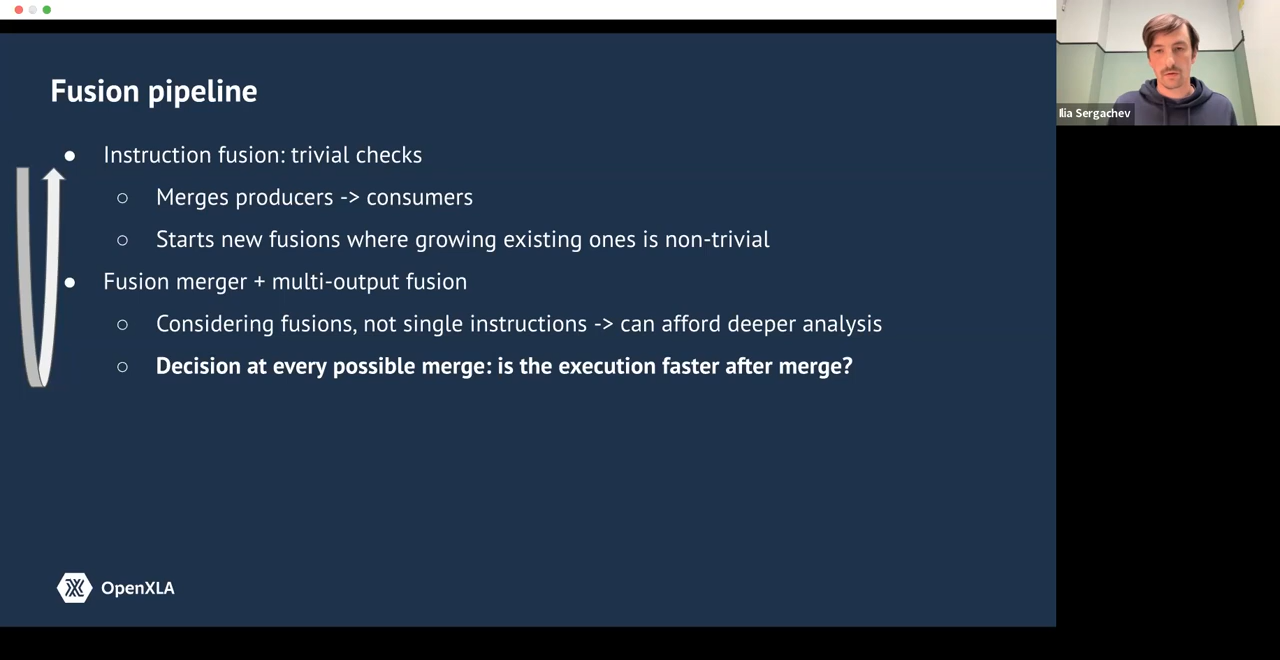 Fusion pipeline
● Instruction fusion: trivial checks
○ Merges producers -> consumers
○ Starts new fusions where growing existing ones is non-trivial
● Fusion merger + multi-output fusion
○ Considering fusions, not single instructions -> can afford deeper analysis
○ Decision at every possible merge: is the execution faster after merge?
OpenXLA
Ilia Sergachev